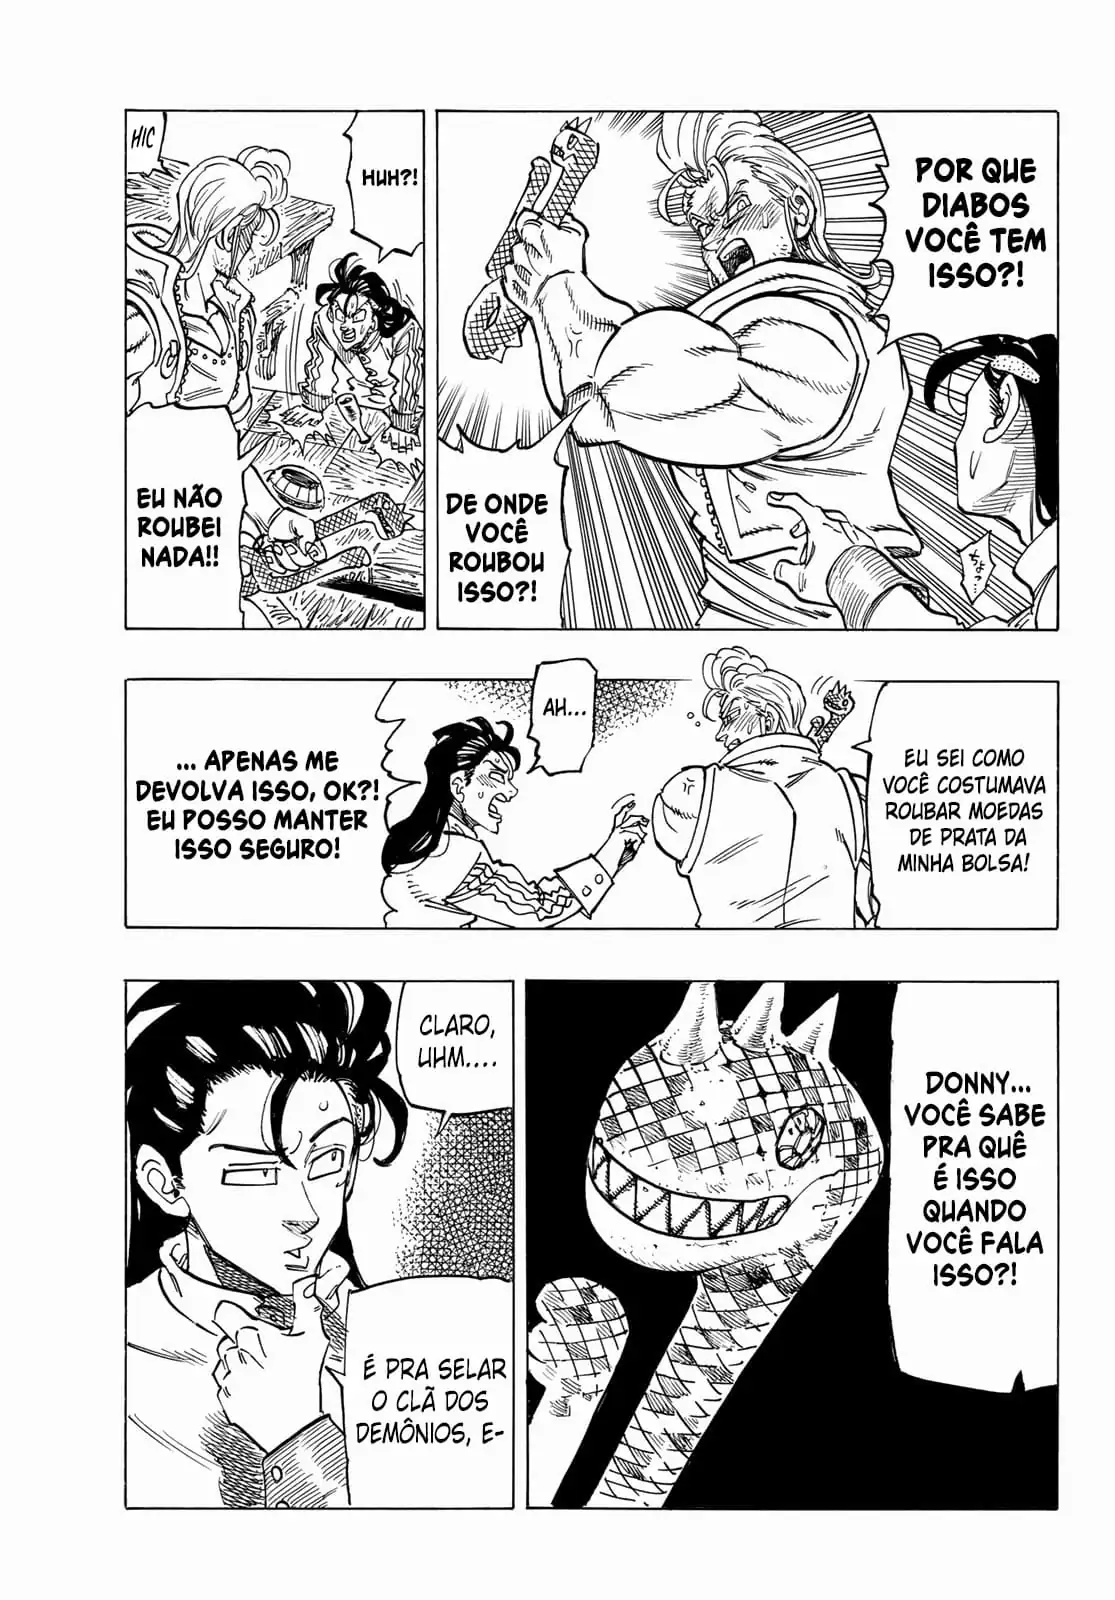 POR QUE
DIABOS
VOCÊ TEM
ISSO?!
DE ONDE
VOCÊ
ROUBOU
ISSO?!
ちょっ…
HUH?!
HIC
EU NÃO
ROUBEI
NADA!!
EU SEI COMO
VOCÊ COSTUMAVA
ROUBAR MOEDAS
DE PRATA DA
MINHA BOLSA!
AH...
... APENAS ME
DEVOLVA ISSO, OK?!
EU POSSO MANTER
ISSO SEGURO!
DONNY...
VOCÊ SABE
PRA QUÊ
É ISSO
QUANDO
VOCÊ FALA
ISSO?!
CLARO,
UHM....
É PRA SELAR
O CLÃ DOS
DEMÔNIOS, E-